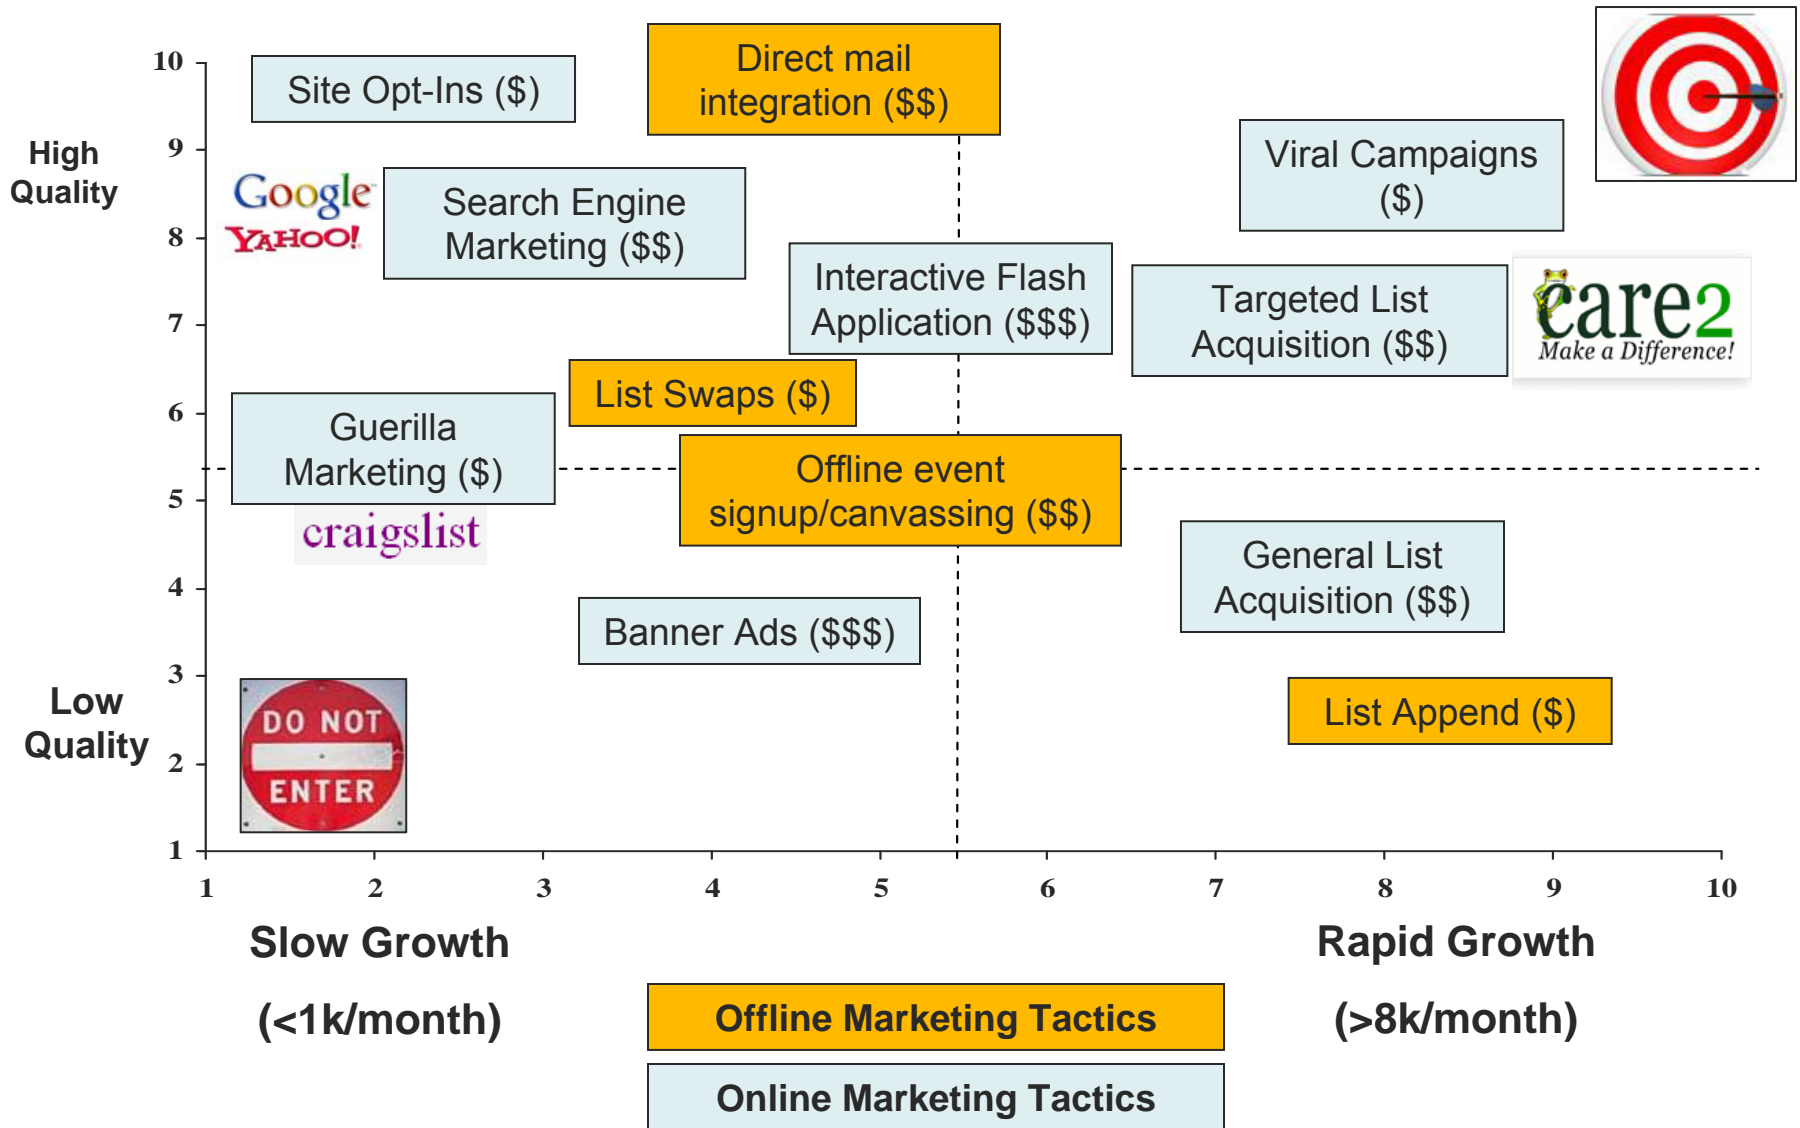 10
Site Opt-Ins ($)
Direct mail
integration ($$)
High
Quality
9
Viral Campaigns
($)
Google
YAHOO!
Search Engine
Marketing ($$)
8
Interactive Flash
Application ($$$)
Targeted List
Acquisition ($$)
care2
Make a Difference!
7
List Swaps ($)
6
Guerilla
Marketing ($)
Offline event
signup/canvassing ($$)
5
craigslist
General List
Acquisition ($$)
4
Banner Ads ($$$)
3
Low
Quality
List Append ($)
DO NOT
ENTER
2
1
1 2 3 4 5 6 7 8 9 10
Slow Growth
(<1k/month)
Rapid Growth
(>8k/month)
Offline Marketing Tactics
Online Marketing Tactics